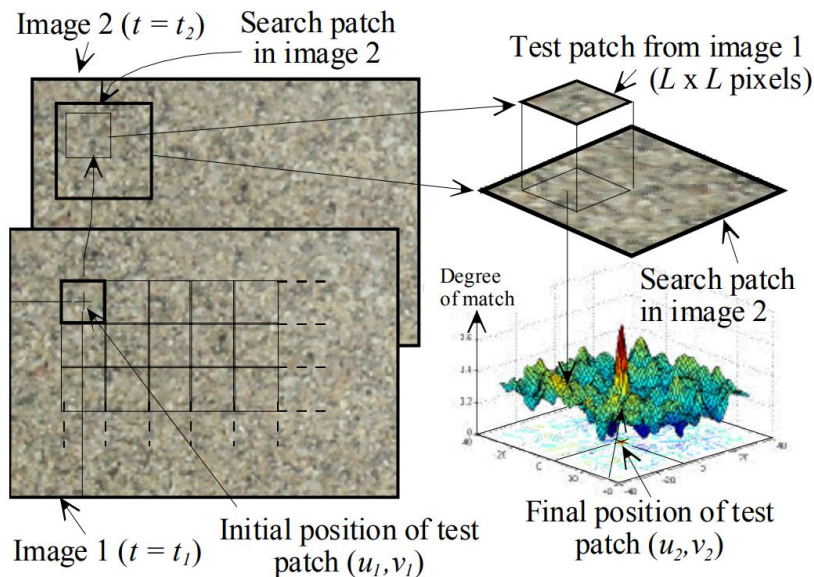 Image 2 (t = t₂)
Search patch
in image 2
Test patch from image 1
(L x L pixels)
Search patch
in image 2
Degree
of match
Initial position of test
patch (u₁,v₁)
Final position of test
patch (u₂,v₂)
Image 1 (t = t₁)